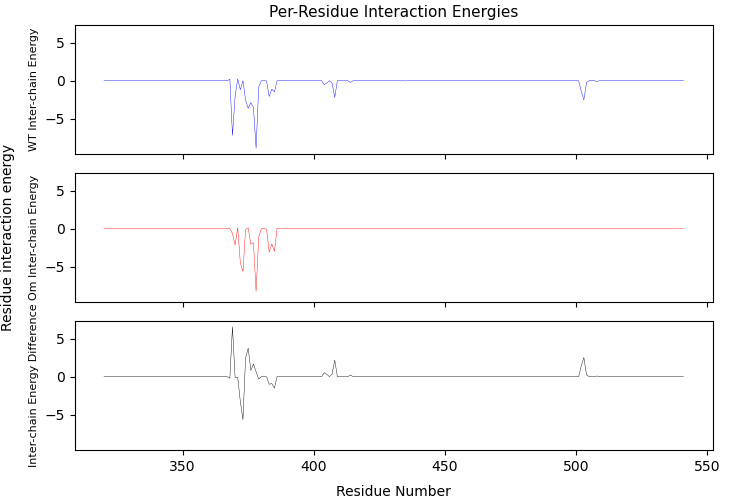 Per-Residue Interaction Energies
Residue interaction energy
WT Inter-chain Energy
5
0
−5
Om Inter-chain Energy
5
0
−5
Inter-chain Energy Difference
5
0
−5
350
400
450
500
550
Residue Number